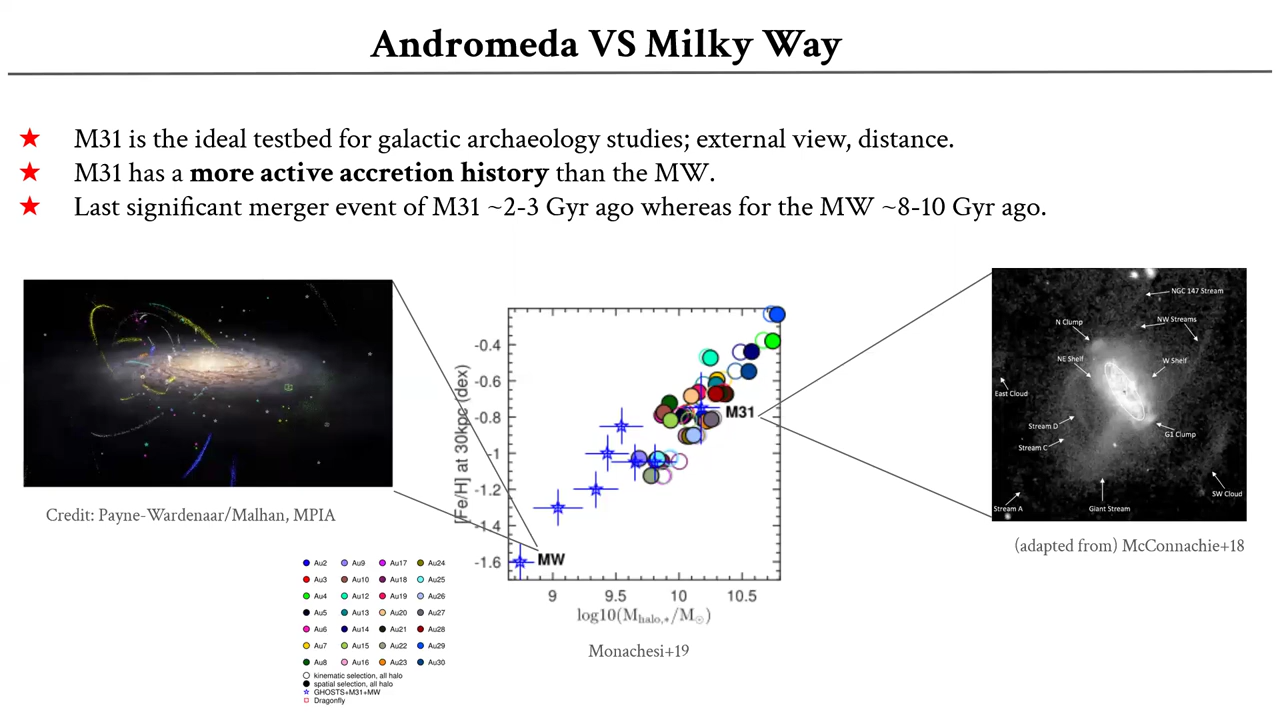 Andromeda VS Milky Way
M31 is the ideal testbed for galactic archaeology studies; external view, distance.
M31 has a more active accretion history than the MW.
Last significant merger event of M31 ~2-3 Gyr ago whereas for the MW ~8-10 Gyr ago.
Credit: Payne-Wardenaar/Malhan, MPIA
[Fe/H] at 30kpc (dex)
-0.4
-0.6
-0.8
-1
-1.2
-1.4
-1.6
M31
MW
9 9.5 10 10.5
log10(M_halo,*/M_☉)
Monachesi+19
Au2 Au9 Au17 Au24
Au3 Au10 Au18 Au25
Au4 Au12 Au19 Au26
Au5 Au13 Au20 Au27
Au6 Au14 Au21 Au28
Au7 Au15 Au22 Au29
Au8 Au16 Au23 Au30
kinematic selection, all halo
spatial selection, all halo
GHOSTS+M31+MW
Dragonfly
NGC 147 Stream
N Clump
NW Streams
NE Shelf
W Shelf
East Cloud
Stream D
G1 Clump
Stream C
SW Cloud
Stream A
Giant Stream
(adapted from) McConnachie+18